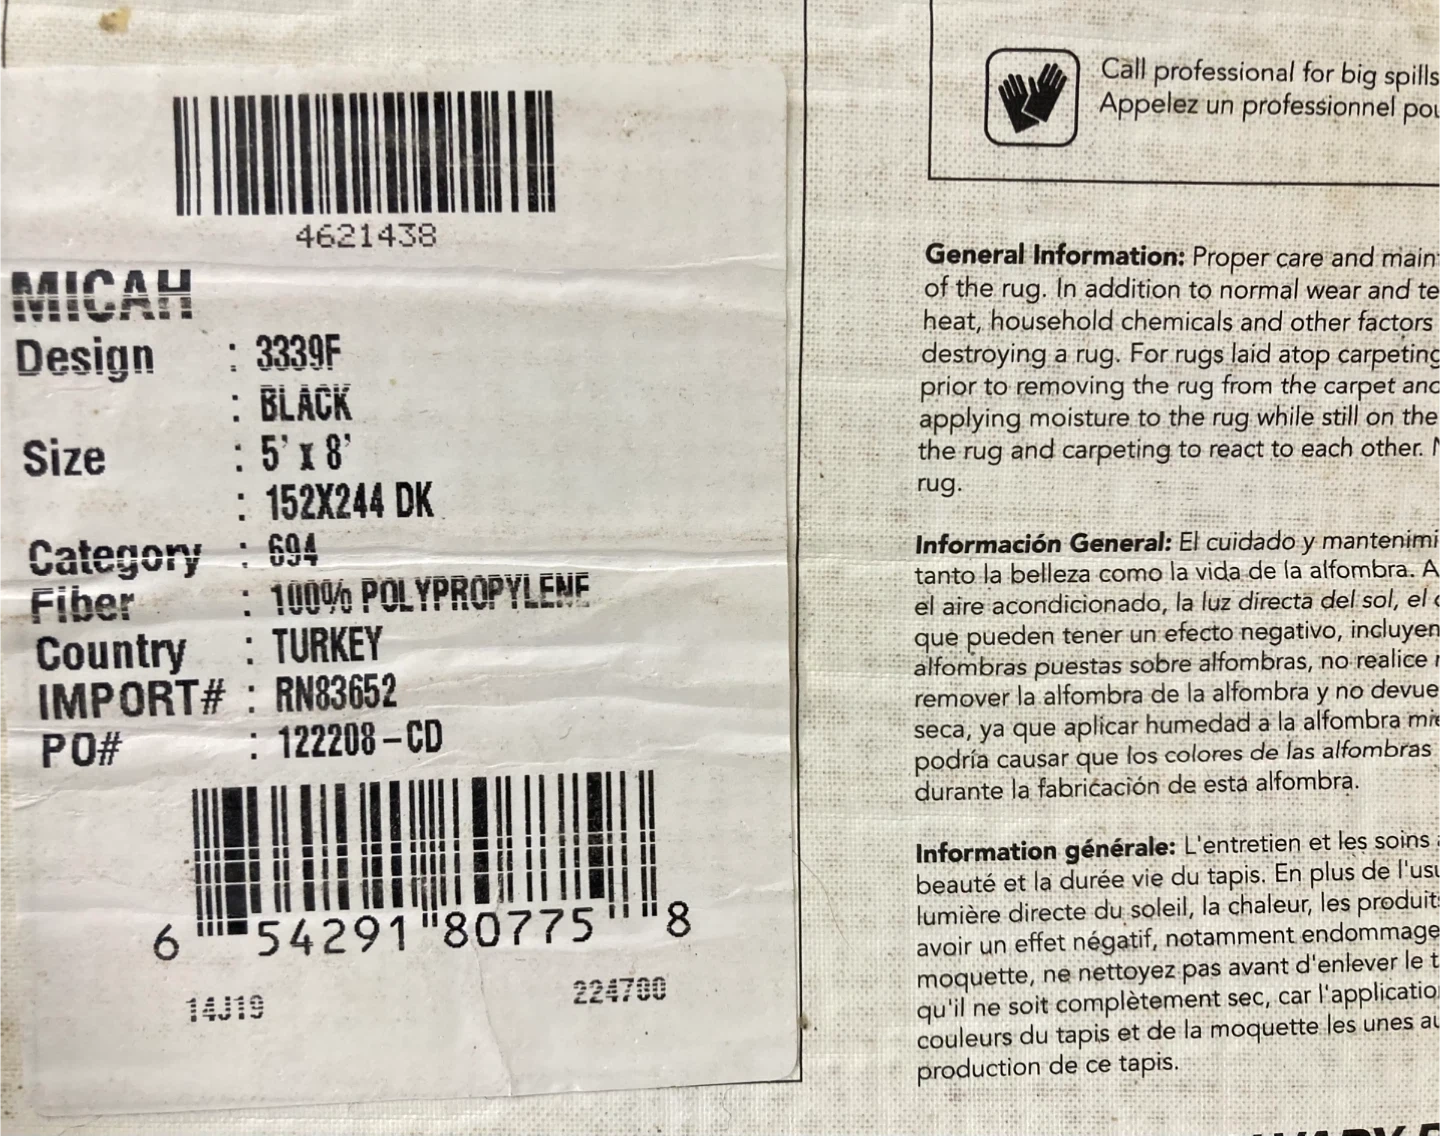 4621438
MICAH
Design : 3339F
: BLACK
Size : 5' x 8'
: 152X244 DK
Category : 694
Fiber : 100% POLYPROPYLENE
Country : TURKEY
IMPORT# : RN83652
PO# : 122208-CD
6 54291 80775 8
14J19 224700
Call professional for big spills
Appelez un professionnel pou
General Information: Proper care and main
of the rug. In addition to normal wear and te
heat, household chemicals and other factors
destroying a rug. For rugs laid atop carpeting
prior to removing the rug from the carpet and
applying moisture to the rug while still on the
the rug and carpeting to react to each other.
rug.
Información General: El cuidado y mantenimi
tanto la belleza como la vida de la alfombra. A
el aire acondicionado, la luz directa del sol, el
que pueden tener un efecto negativo, incluyen
alfombras puestas sobre alfombras, no realice
remover la alfombra de la alfombra y no devue
seca, ya que aplicar humedad a la alfombra mie
podría causar que los colores de las alfombras
durante la fabricación de esta alfombra.
Information générale: L'entretien et les soins
beauté et la durée vie du tapis. En plus de l'usu
lumière directe du soleil, la chaleur, les produit
avoir un effet négatif, notamment endommage
moquette, ne nettoyez pas avant d'enlever le t
qu'il ne soit complètement sec, car l'applicatio
couleurs du tapis et de la moquette les unes au
production de ce tapis.